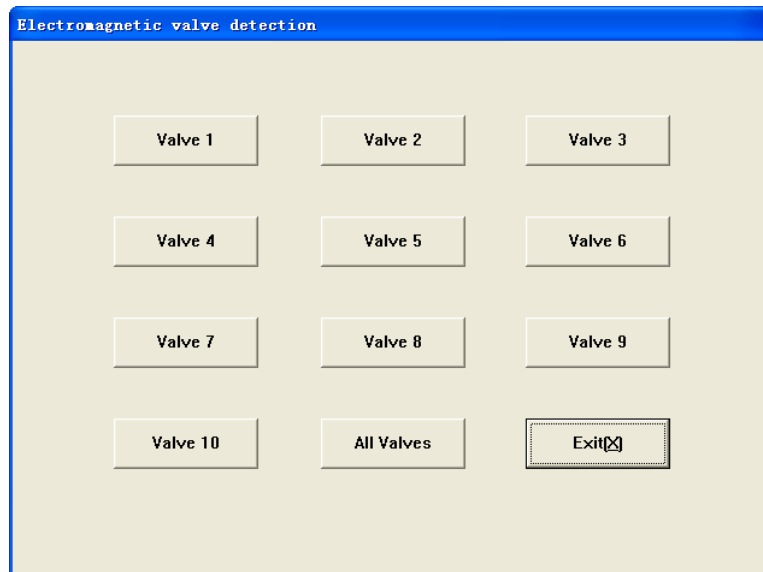 Electromagnetic valve detection
Valve 1 Valve 2 Valve 3
Valve 4 Valve 5 Valve 6
Valve 7 Valve 8 Valve 9
Valve 10 All Valves Exit(X)